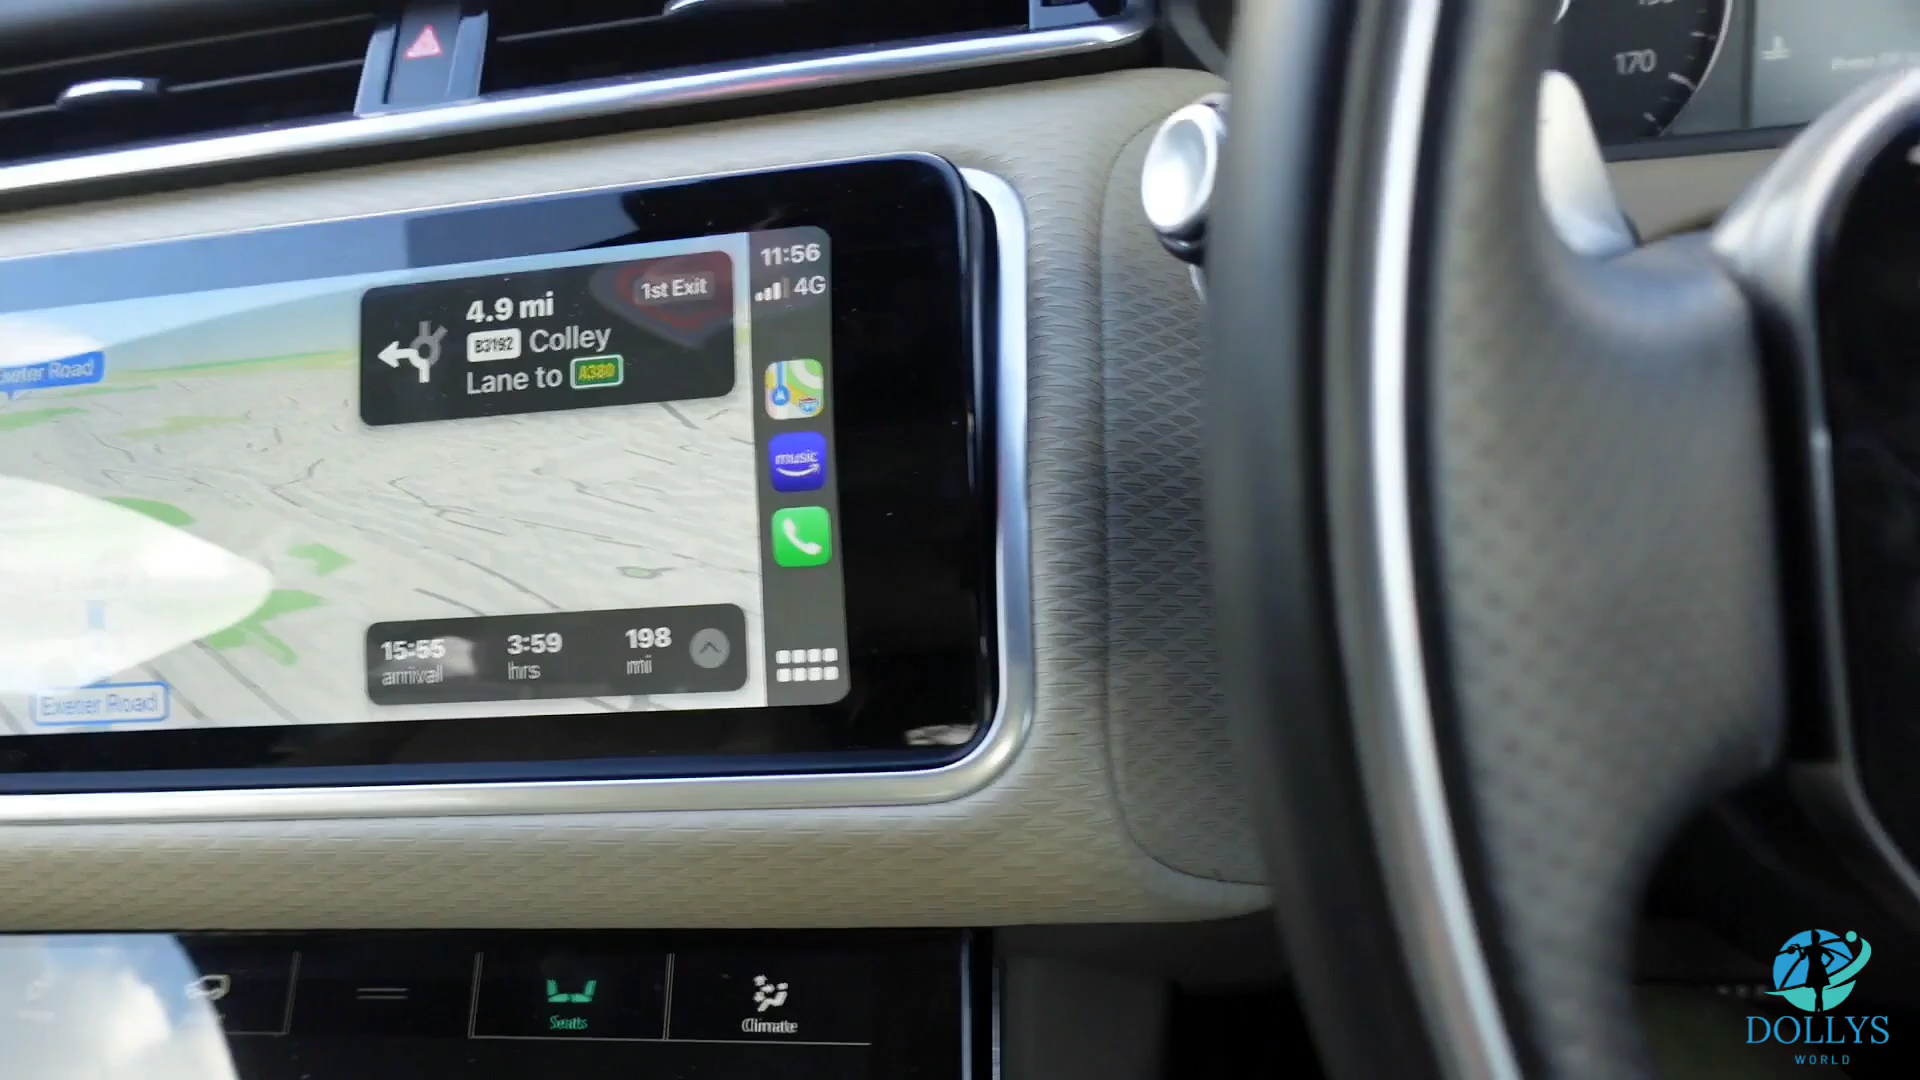 170
11:56
4G
4.9 mi
1st Exit
B3192 Colley
Lane to A380
Exeter Road
music
15:55 3:59 198
arrival hrs mi
Exeter Road
Seats
Climate
DOLLYS
WORLD